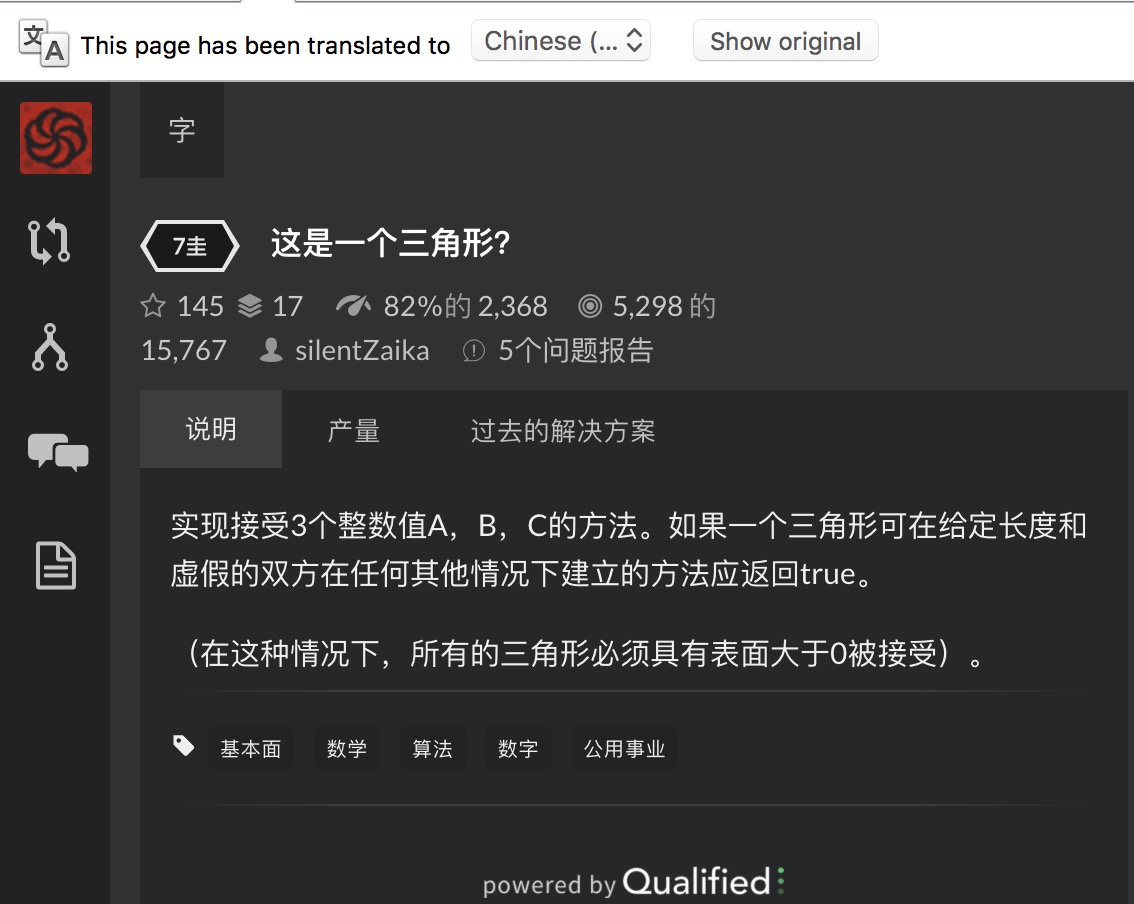 文A This page has been translated to Chinese (... Show original
字
7圭 这是一个三角形?
145 17 82%的 2,368 5,298 的
15,767 silentZaika 5个问题报告
说明 产量 过去的解决方案
实现接受3个整数值A，B，C的方法。如果一个三角形可在给定长度和
虚假的双方在任何其他情况下建立的方法应返回true。
（在这种情况下，所有的三角形必须具有表面大于0被接受）。
基本面 数学 算法 数字 公用事业
powered by Qualified